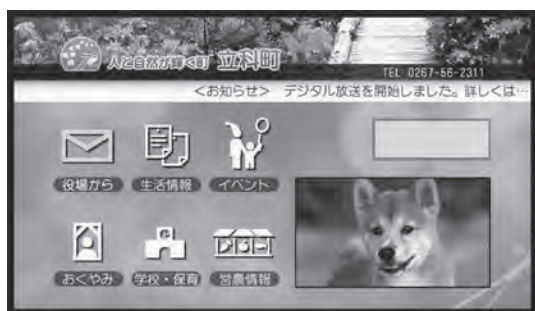 人と自然が輝く町 立科町
TEL 0267-56-2311
<お知らせ> デジタル放送を開始しました。詳しくは…
役場から 生活情報 イベント
おくやみ 学校・保育 営農情報